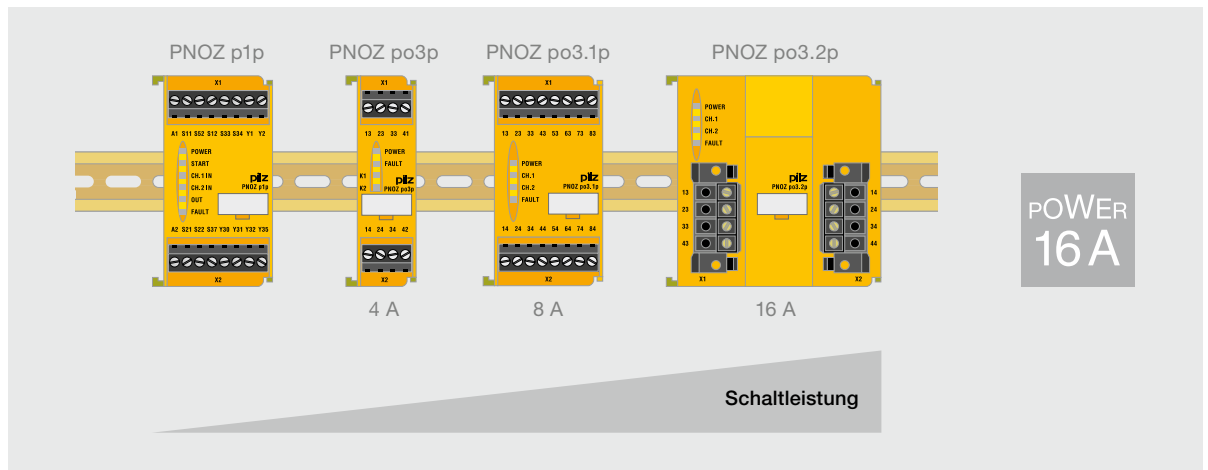 PNOZ p1p PNOZ po3p PNOZ po3.1p PNOZ po3.2p
X1
A1 S11 S52 S12 S33 S34 Y1 Y2
POWER
START
CH.1 IN
CH.2 IN
OUT
FAULT
pilz
PNOZ p1p
A2 S21 S22 S37 Y30 Y31 Y32 Y35
X2
X1
13 23 33 41
POWER
FAULT
K1
K2
pilz
PNOZ po3p
14 24 34 42
X2
X1
13 23 33 43 53 63 73 83
POWER
CH.1
CH.2
FAULT
pilz
PNOZ po3.1p
14 24 34 44 54 64 74 84
X2
POWER
CH.1
CH.2
FAULT
pilz
PNOZ po3.2p
13 14
23 24
33 34
43 44
X1 X2
4 A 8 A 16 A
POWER
16 A
Schaltleistung